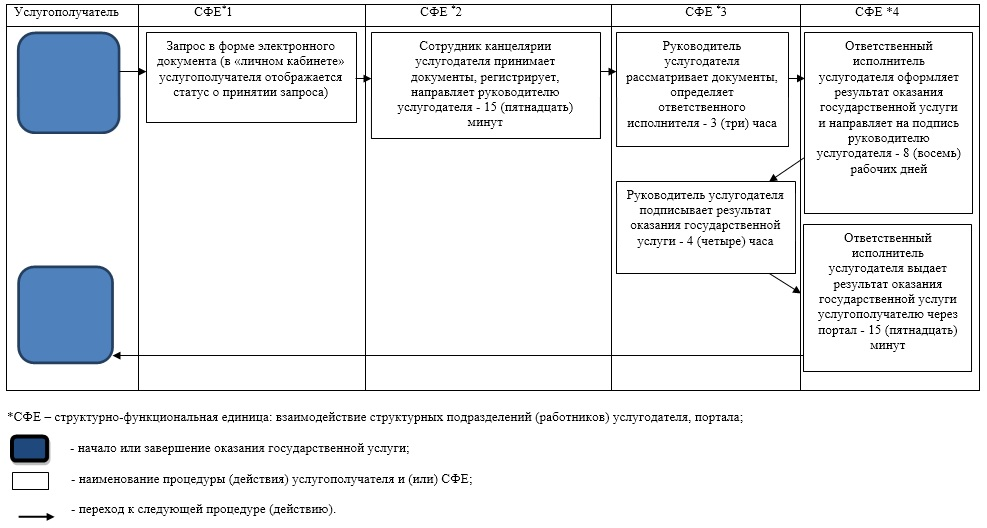 Услугополучатель
СФЕ*1
СФЕ *2
СФЕ *3
СФЕ *4
Запрос в форме электронного
документа (в «личном кабинете»
услугополучателя отображается
статус о принятии запроса)
Сотрудник канцелярии
услугодателя принимает
документы, регистрирует,
направляет руководителю
услугодателя - 15 (пятнадцать)
минут
Руководитель
услугодателя
рассматривает документы,
определяет
ответственного
исполнителя - 3 (три) часа
Ответственный
исполнитель
услугодателя оформляет
результат оказания
государственной услуги
и направляет на подпись
руководителю
услугодателя - 8 (восемь)
рабочих дней
Руководитель услугодателя
подписывает результат
оказания государственной
услуги - 4 (четыре) часа
Ответственный
исполнитель
услугодателя выдает
результат оказания
государственной услуги
услугополучателю через
портал - 15 (пятнадцать)
минут
*СФЕ – структурно-функциональная единица: взаимодействие структурных подразделений (работников) услугодателя, портала;
- начало или завершение оказания государственной услуги;
- наименование процедуры (действия) услугополучателя и (или) СФЕ;
- переход к следующей процедуре (действию).